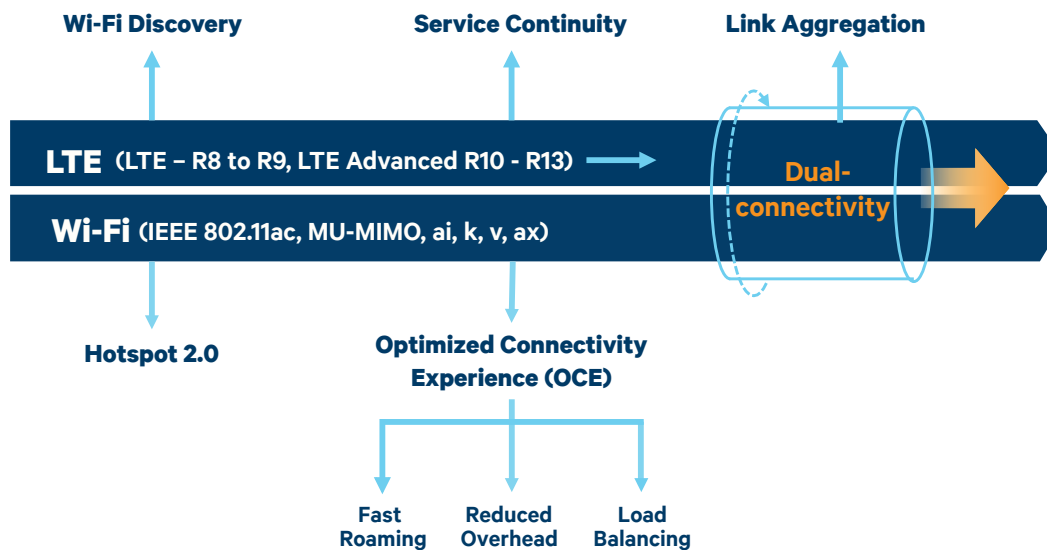 Wi-Fi Discovery
Service Continuity
Link Aggregation
LTE (LTE – R8 to R9, LTE Advanced R10 - R13)
Dual-
connectivity
Wi-Fi (IEEE 802.11ac, MU-MIMO, ai, k, v, ax)
Hotspot 2.0
Optimized Connectivity
Experience (OCE)
Fast
Roaming
Reduced
Overhead
Load
Balancing